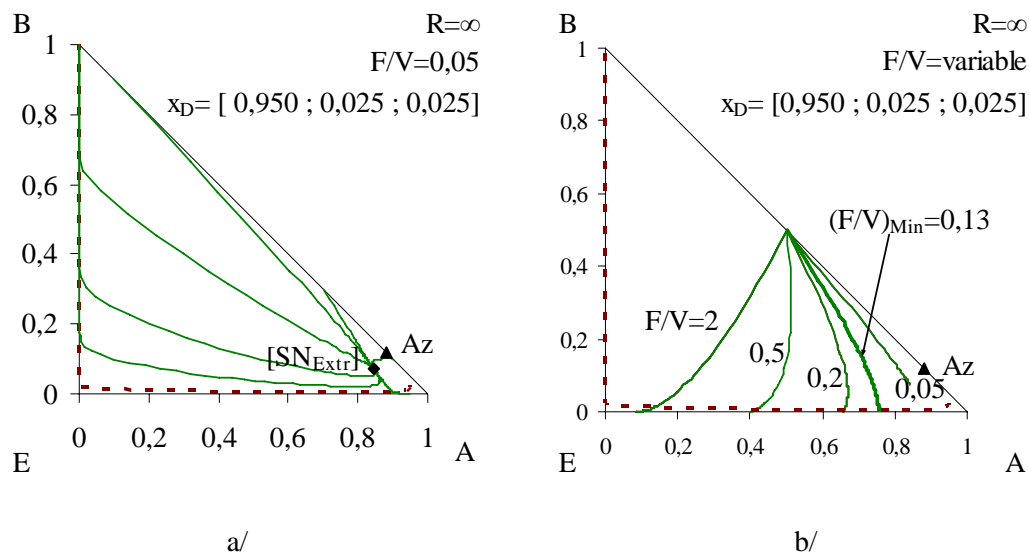 B
R=∞
F/V=0,05
x_D= [ 0,950 ; 0,025 ; 0,025]
1
0,8
0,6
0,4
0,2
0
[SN_Extr]
Az
0 0,2 0,4 0,6 0,8 1
E
A
a/
B
R=∞
F/V=variable
x_D= [0,950 ; 0,025 ; 0,025]
1
0,8
0,6
0,4
0,2
0
(F/V)_Min=0,13
F/V=2
0,5
0,2
0,05
Az
0 0,2 0,4 0,6 0,8 1
E
A
b/